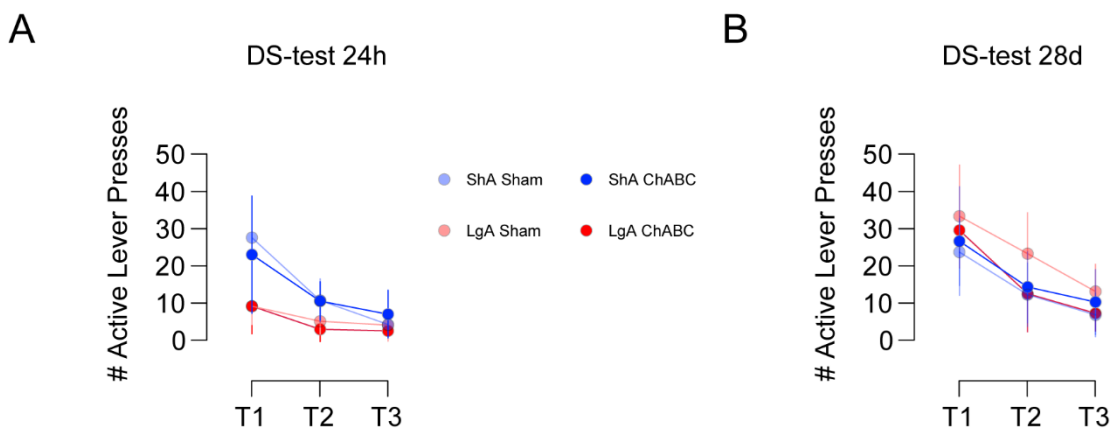 A
DS-test 24h
# Active Lever Presses
50
40
30
20
10
0
T1 T2 T3
ShA Sham ShA ChABC
LgA Sham LgA ChABC
B
DS-test 28d
# Active Lever Presses
50
40
30
20
10
0
T1 T2 T3